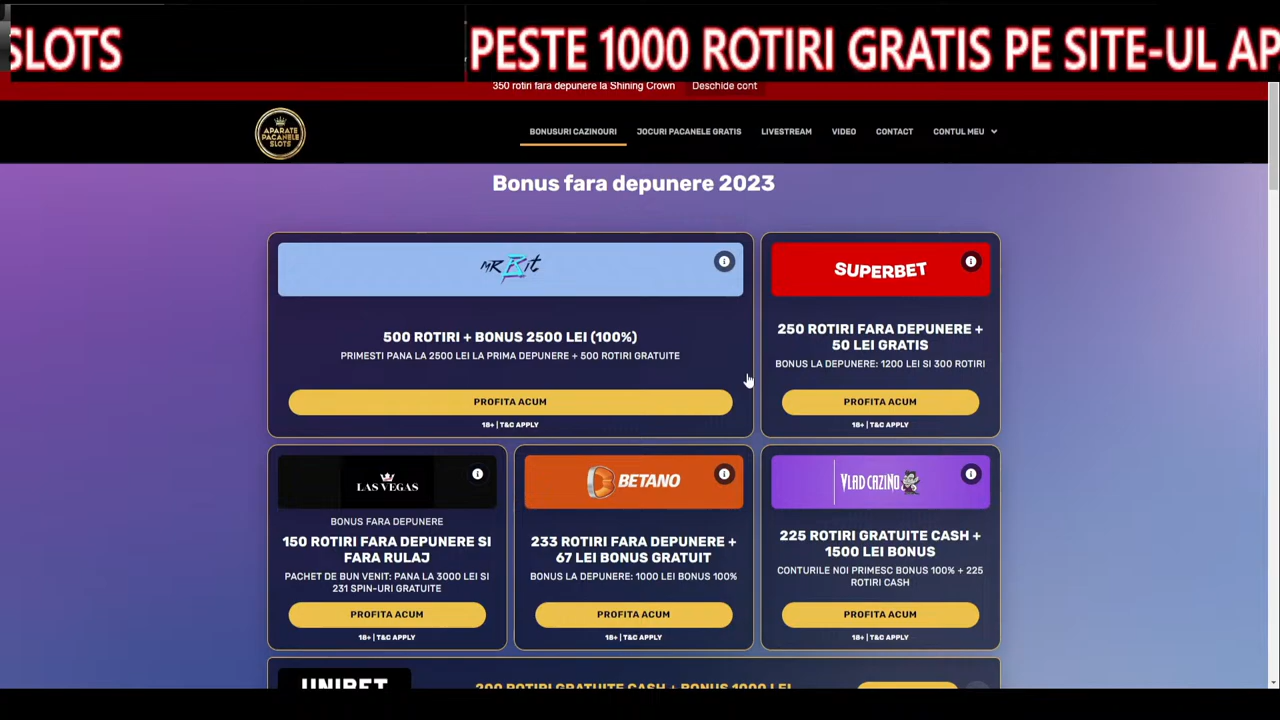 SLOTS PESTE 1000 ROTIRI GRATIS PE SITE-UL AP
350 rotiri fara depunere la Shining Crown Deschide cont
APARATE
PACANELE
SLOTS
BONUSURI CAZINOURI JOCURI PACANELE GRATIS LIVESTREAM VIDEO CONTACT CONTUL MEU
Bonus fara depunere 2023
MR Bit
500 ROTIRI + BONUS 2500 LEI (100%)
PRIMESTI PANA LA 2500 LEI LA PRIMA DEPUNERE + 500 ROTIRI GRATUITE
PROFITA ACUM
18+ | T&C APPLY
SUPERBET
250 ROTIRI FARA DEPUNERE +
50 LEI GRATIS
BONUS LA DEPUNERE: 1200 LEI SI 300 ROTIRI
PROFITA ACUM
18+ | T&C APPLY
LAS VEGAS
BONUS FARA DEPUNERE
150 ROTIRI FARA DEPUNERE SI
FARA RULAJ
PACHET DE BUN VENIT: PANA LA 3000 LEI SI
231 SPIN-URI GRATUITE
PROFITA ACUM
18+ | T&C APPLY
BETANO
233 ROTIRI FARA DEPUNERE +
67 LEI BONUS GRATUIT
BONUS LA DEPUNERE: 1000 LEI BONUS 100%
PROFITA ACUM
18+ | T&C APPLY
VLAD CAZINO
225 ROTIRI GRATUITE CASH +
1500 LEI BONUS
CONTURILE NOI PRIMESC BONUS 100% + 225
ROTIRI CASH
PROFITA ACUM
18+ | T&C APPLY
UNIBET
200 ROTIRI GRATUITE CASH + BONUS 1000 LEI